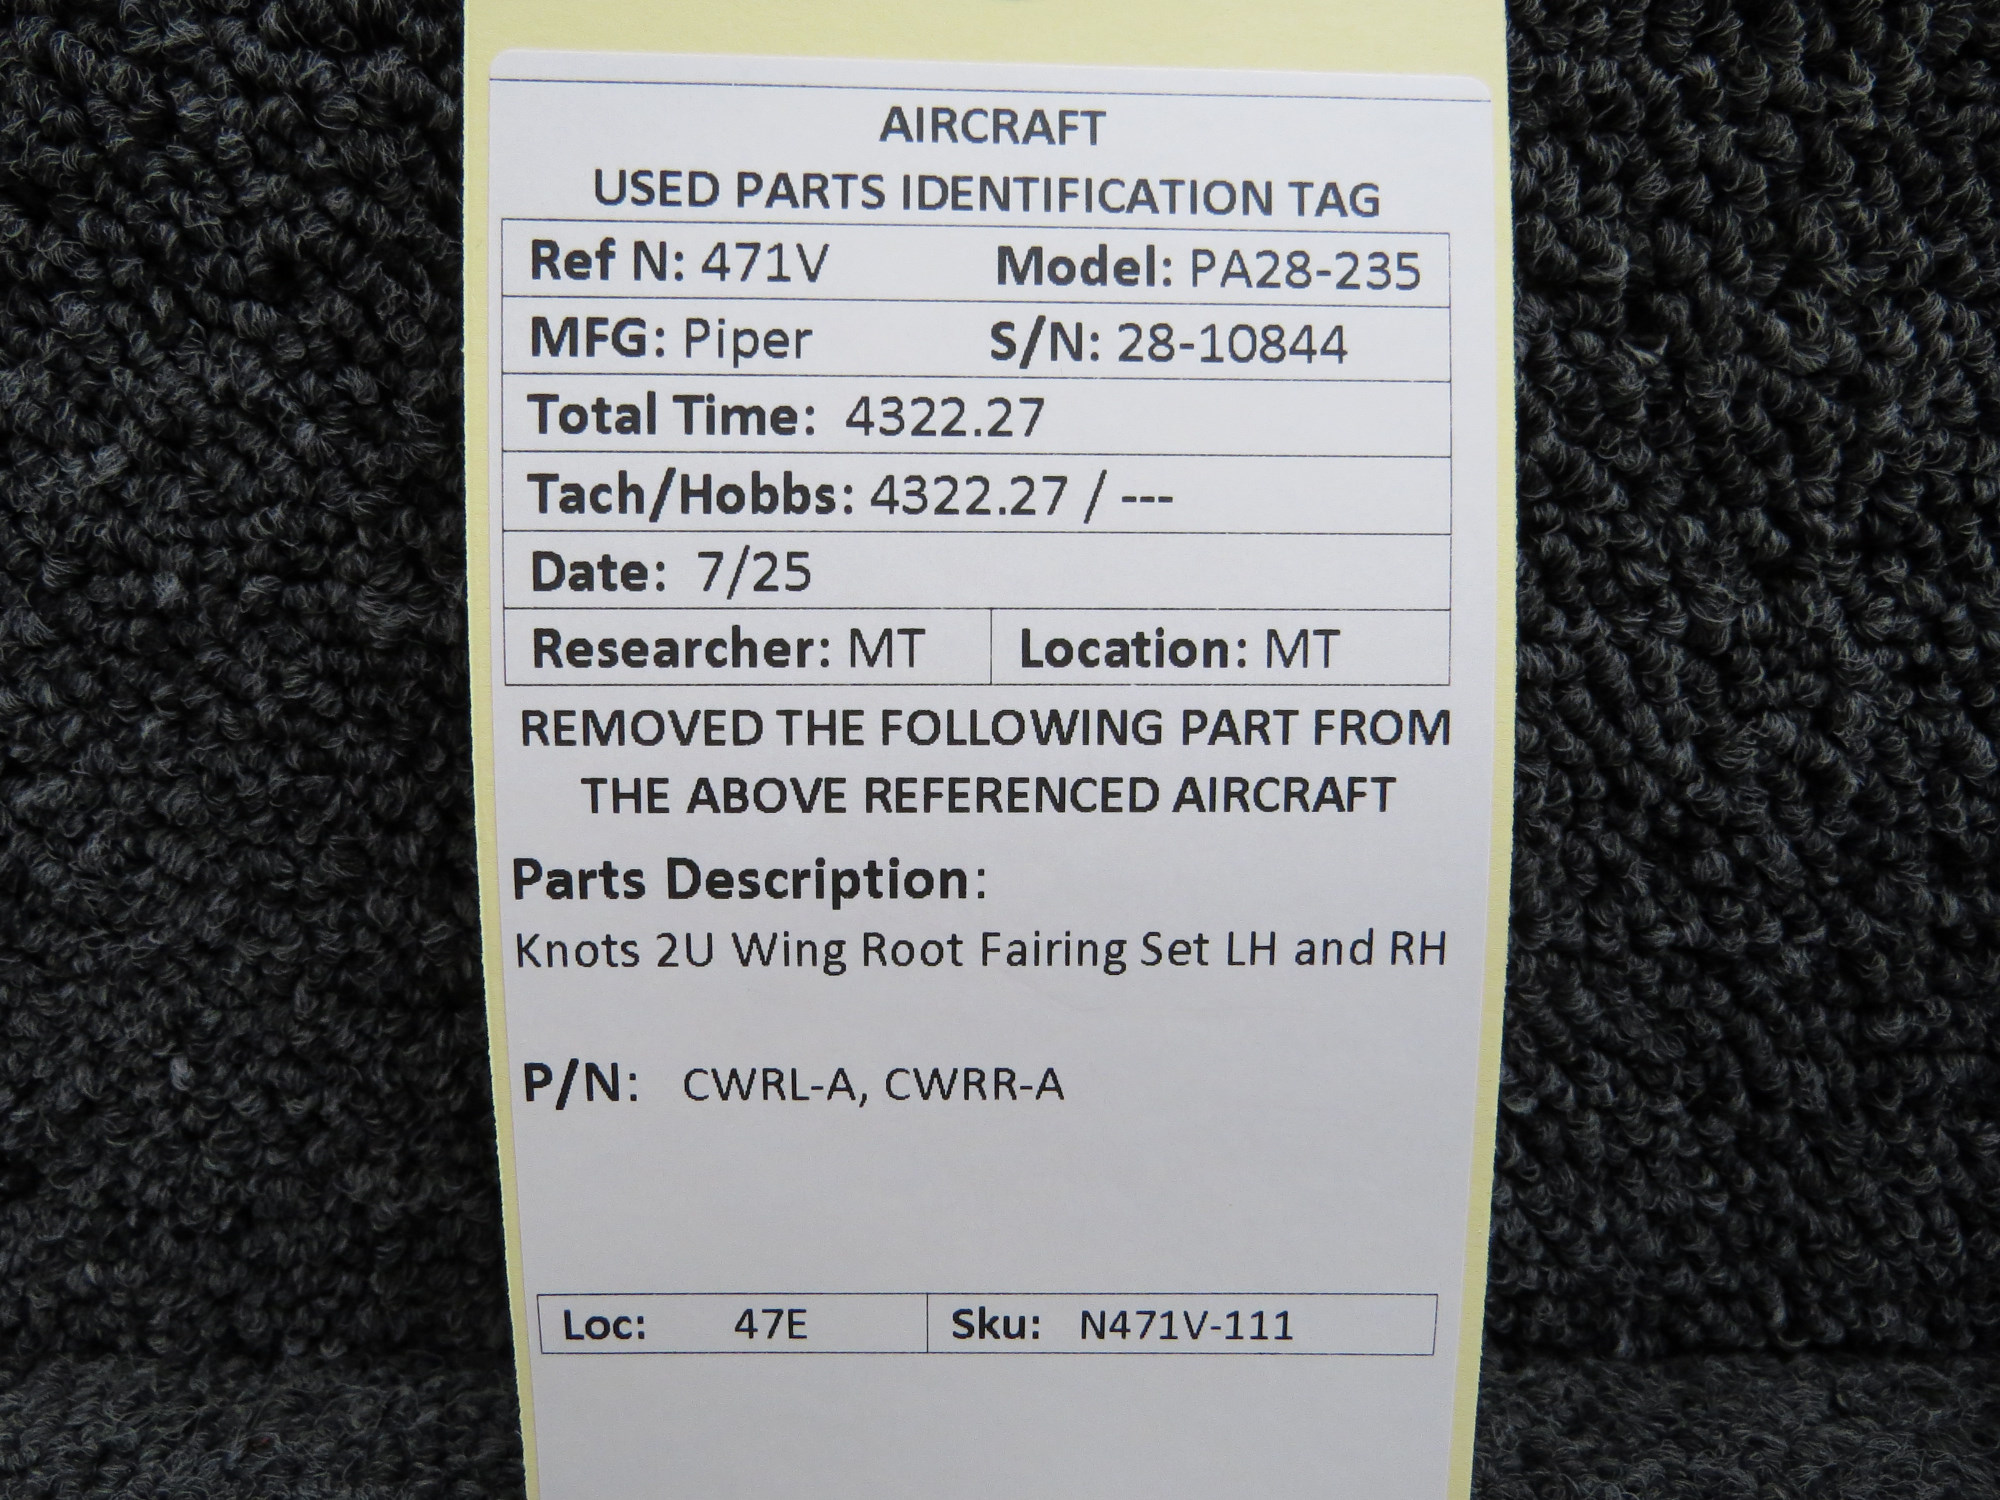 AIRCRAFT
USED PARTS IDENTIFICATION TAG
Ref N: 471V Model: PA28-235
MFG: Piper S/N: 28-10844
Total Time: 4322.27
Tach/Hobbs: 4322.27 / ---
Date: 7/25
Researcher: MT Location: MT
REMOVED THE FOLLOWING PART FROM
THE ABOVE REFERENCED AIRCRAFT
Parts Description:
Knots 2U Wing Root Fairing Set LH and RH
P/N: CWRL-A, CWRR-A
Loc: 47E Sku: N471V-111